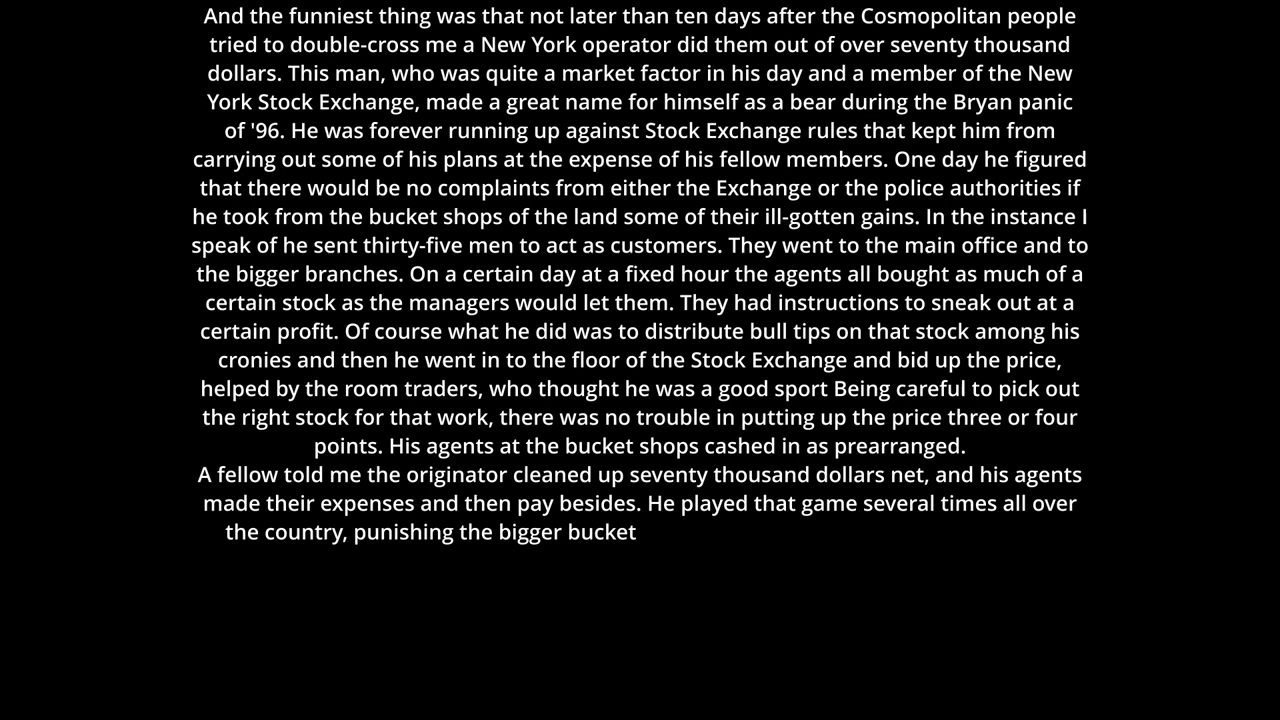 And the funniest thing was that not later than ten days after the Cosmopolitan people
tried to double-cross me a New York operator did them out of over seventy thousand
dollars. This man, who was quite a market factor in his day and a member of the New
York Stock Exchange, made a great name for himself as a bear during the Bryan panic
of '96. He was forever running up against Stock Exchange rules that kept him from
carrying out some of his plans at the expense of his fellow members. One day he figured
that there would be no complaints from either the Exchange or the police authorities if
he took from the bucket shops of the land some of their ill-gotten gains. In the instance I
speak of he sent thirty-five men to act as customers. They went to the main office and to
the bigger branches. On a certain day at a fixed hour the agents all bought as much of a
certain stock as the managers would let them. They had instructions to sneak out at a
certain profit. Of course what he did was to distribute bull tips on that stock among his
cronies and then he went in to the floor of the Stock Exchange and bid up the price,
helped by the room traders, who thought he was a good sport Being careful to pick out
the right stock for that work, there was no trouble in putting up the price three or four
points. His agents at the bucket shops cashed in as prearranged.
A fellow told me the originator cleaned up seventy thousand dollars net, and his agents
made their expenses and then pay besides. He played that game several times all over
the country, punishing the bigger bucket